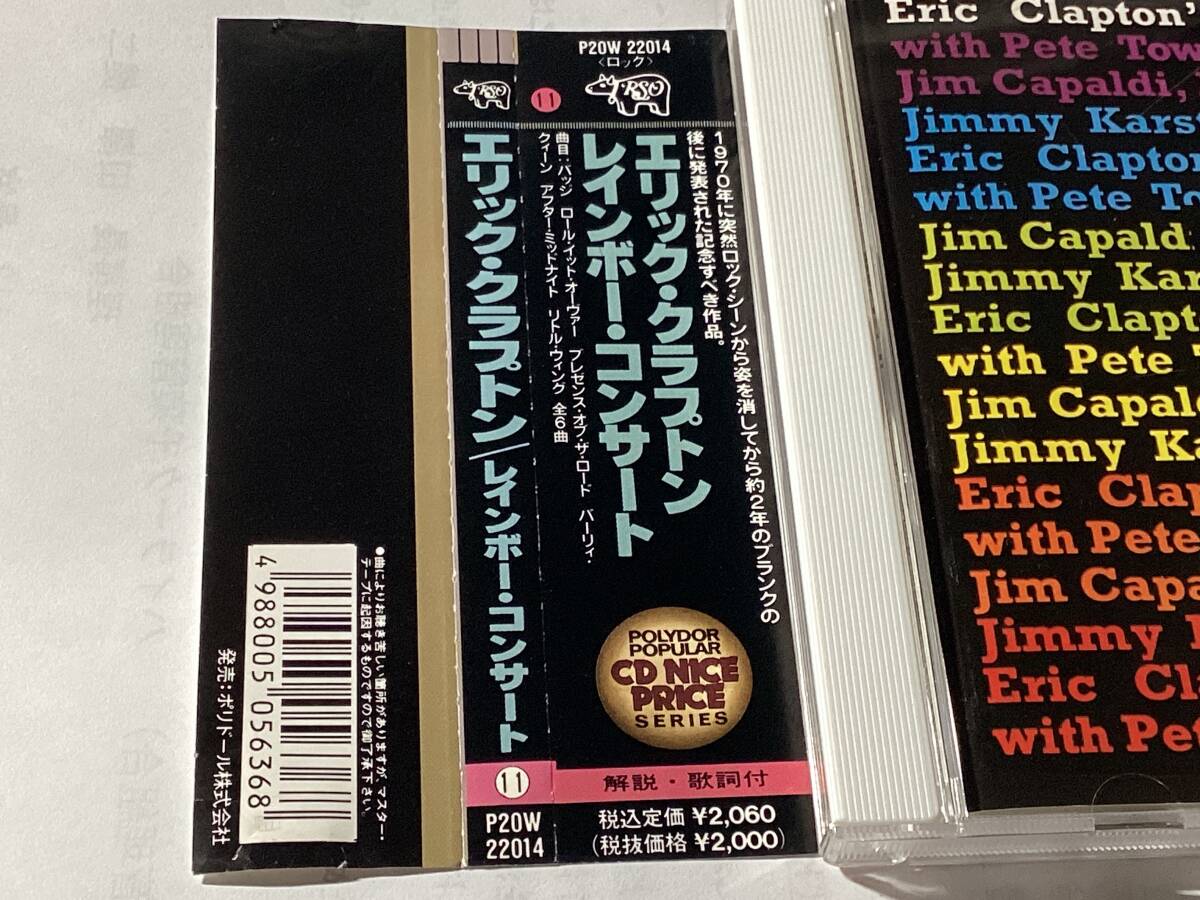 P20W 22014
〈ロック〉
RSO
1970年に突然ロック・シーンから姿を消してから約2年のブランクの
後に発表された記念すべき作品。
エリック・クラプトン
レインボー・コンサート
曲目:バッジ ロール・イット・オーヴァー プレゼンス・オブ・ザ・ロード パーリィ・
クィーン アフター・ミッドナイト リトル・ウィング 全6曲
POLYDOR
POPULAR
CD NICE
PRICE
SERIES
解説・歌詞付
税込定価 ¥2,060
(税抜価格 ¥2,000)
11
RSO
エリック・クラプトン/レインボー・コンサート
11
P20W
22014
●曲によりお聴き苦しい箇所がありますが、マスター・
テープに起因するものですので御了承下さい。
4 988005 056368
発売:ポリドール株式会社
Eric Clapton'
with Pete Tow
Jim Capaldi,
Jimmy Kars
Eric Clapton
with Pete To
Jim Capald
Jimmy Kar
Eric Clapt
with Pete
Jim Capald
Jimmy Ka
Eric Clap
with Pete
Jim Capa
Jimmy
Eric Cl
with Pe